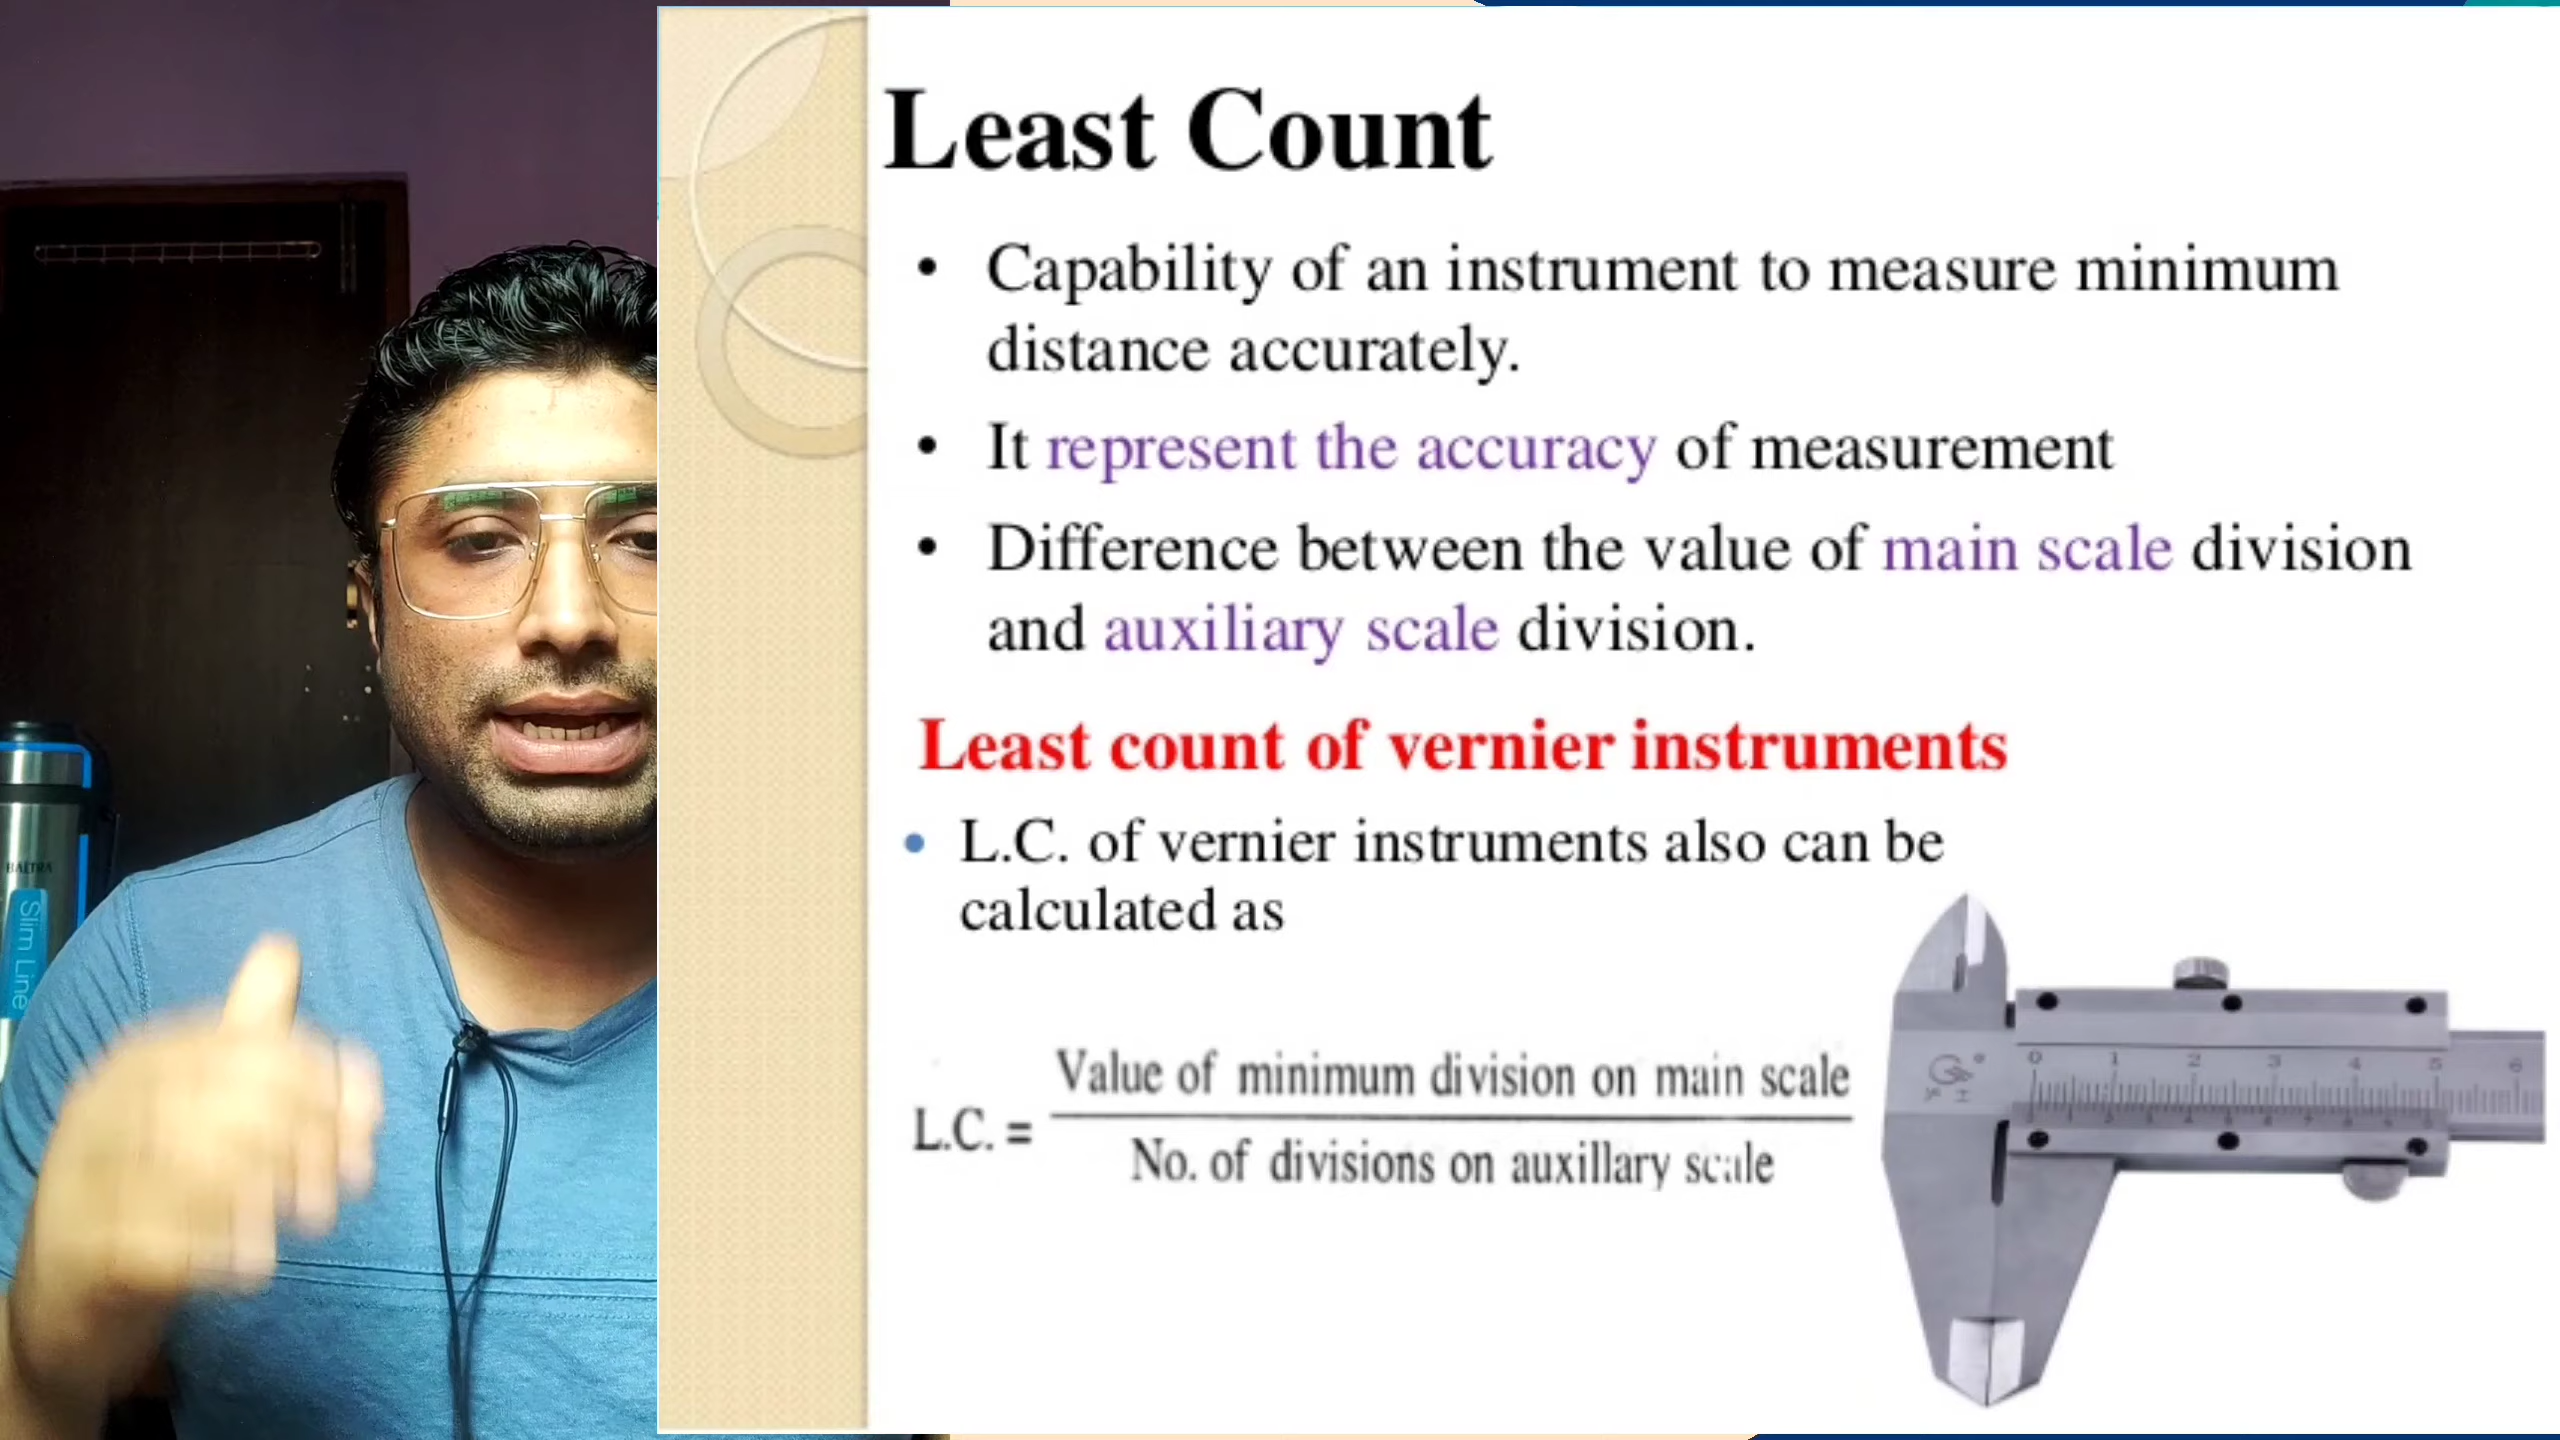 Least Count
• Capability of an instrument to measure minimum
distance accurately.
• It represent the accuracy of measurement
• Difference between the value of main scale division
and auxiliary scale division.
Least count of vernier instruments
• L.C. of vernier instruments also can be
calculated as
Value of minimum division on main scale
L.C. =
No. of divisions on auxillary scale
0 1 2 3 4 5 6
BALTRA
Slim Line